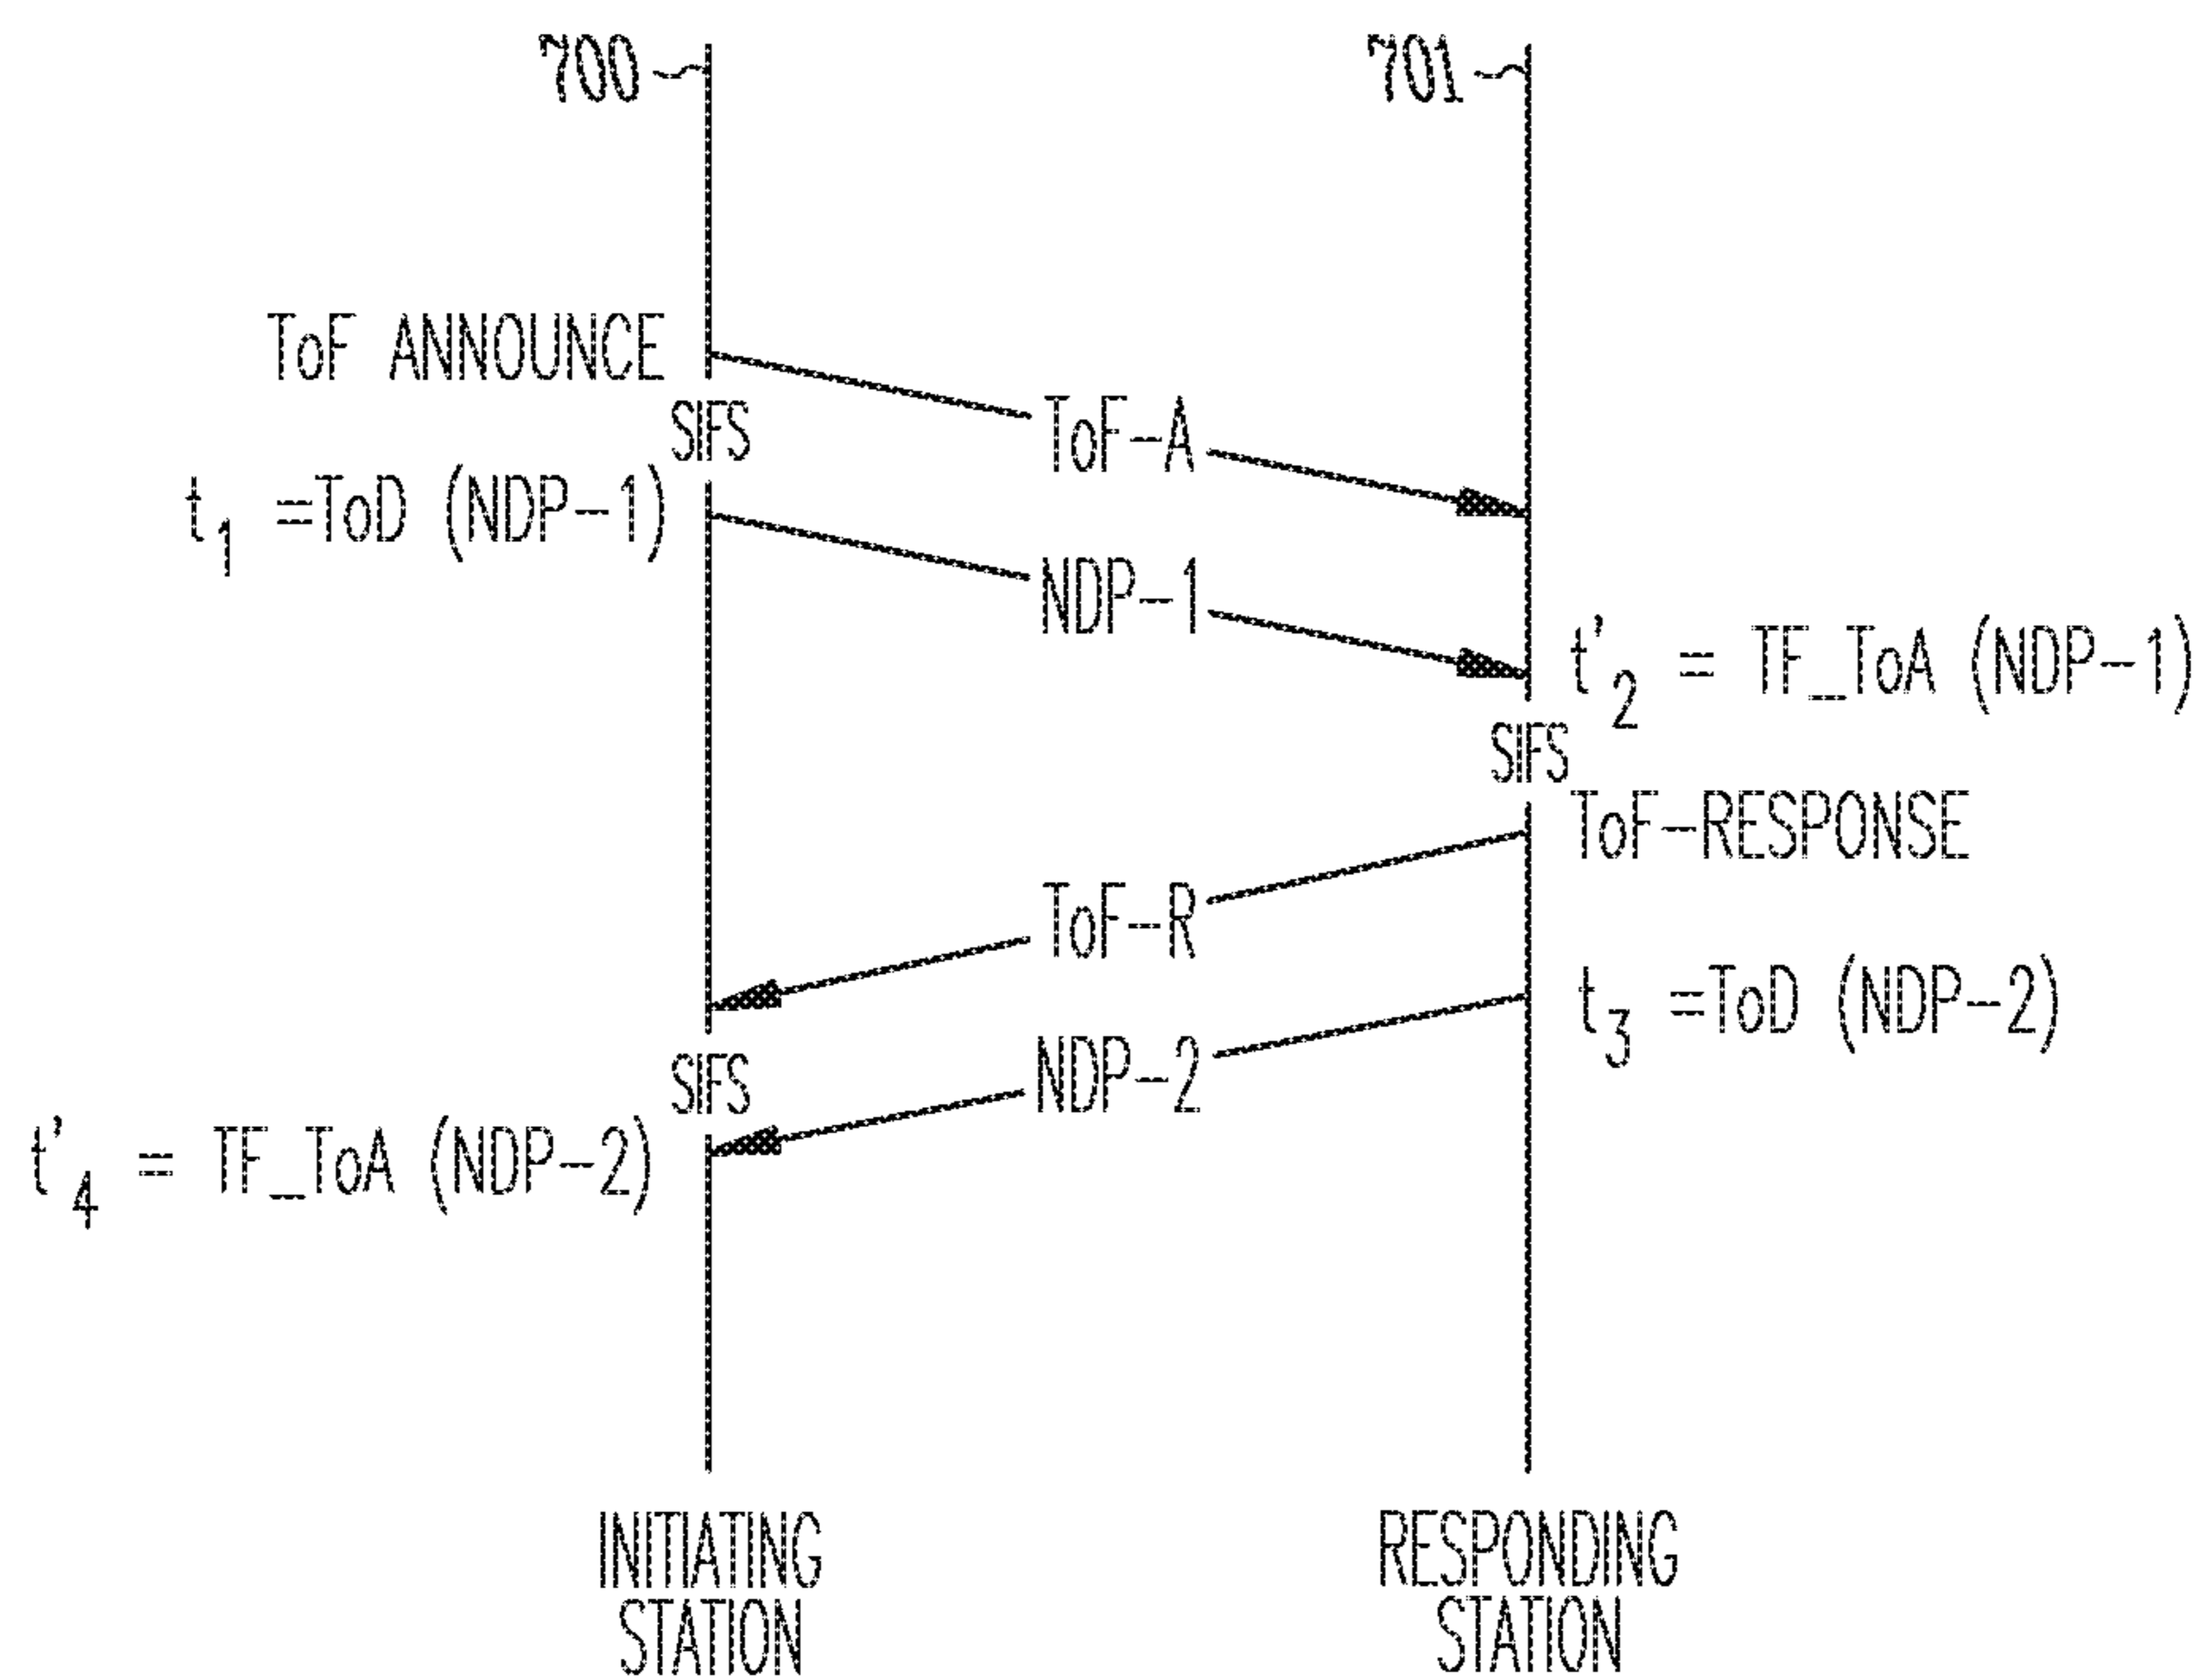 700
701
ToF ANNOUNCE
SIFS
ToF-A
t1 =ToD (NDP-1)
NDP-1
t'2 = TF_ToA (NDP-1)
SIFS
ToF-RESPONSE
ToF-R
t3 =ToD (NDP-2)
SIFS
NDP-2
t'4 = TF_ToA (NDP-2)
INITIATING
STATION
RESPONDING
STATION